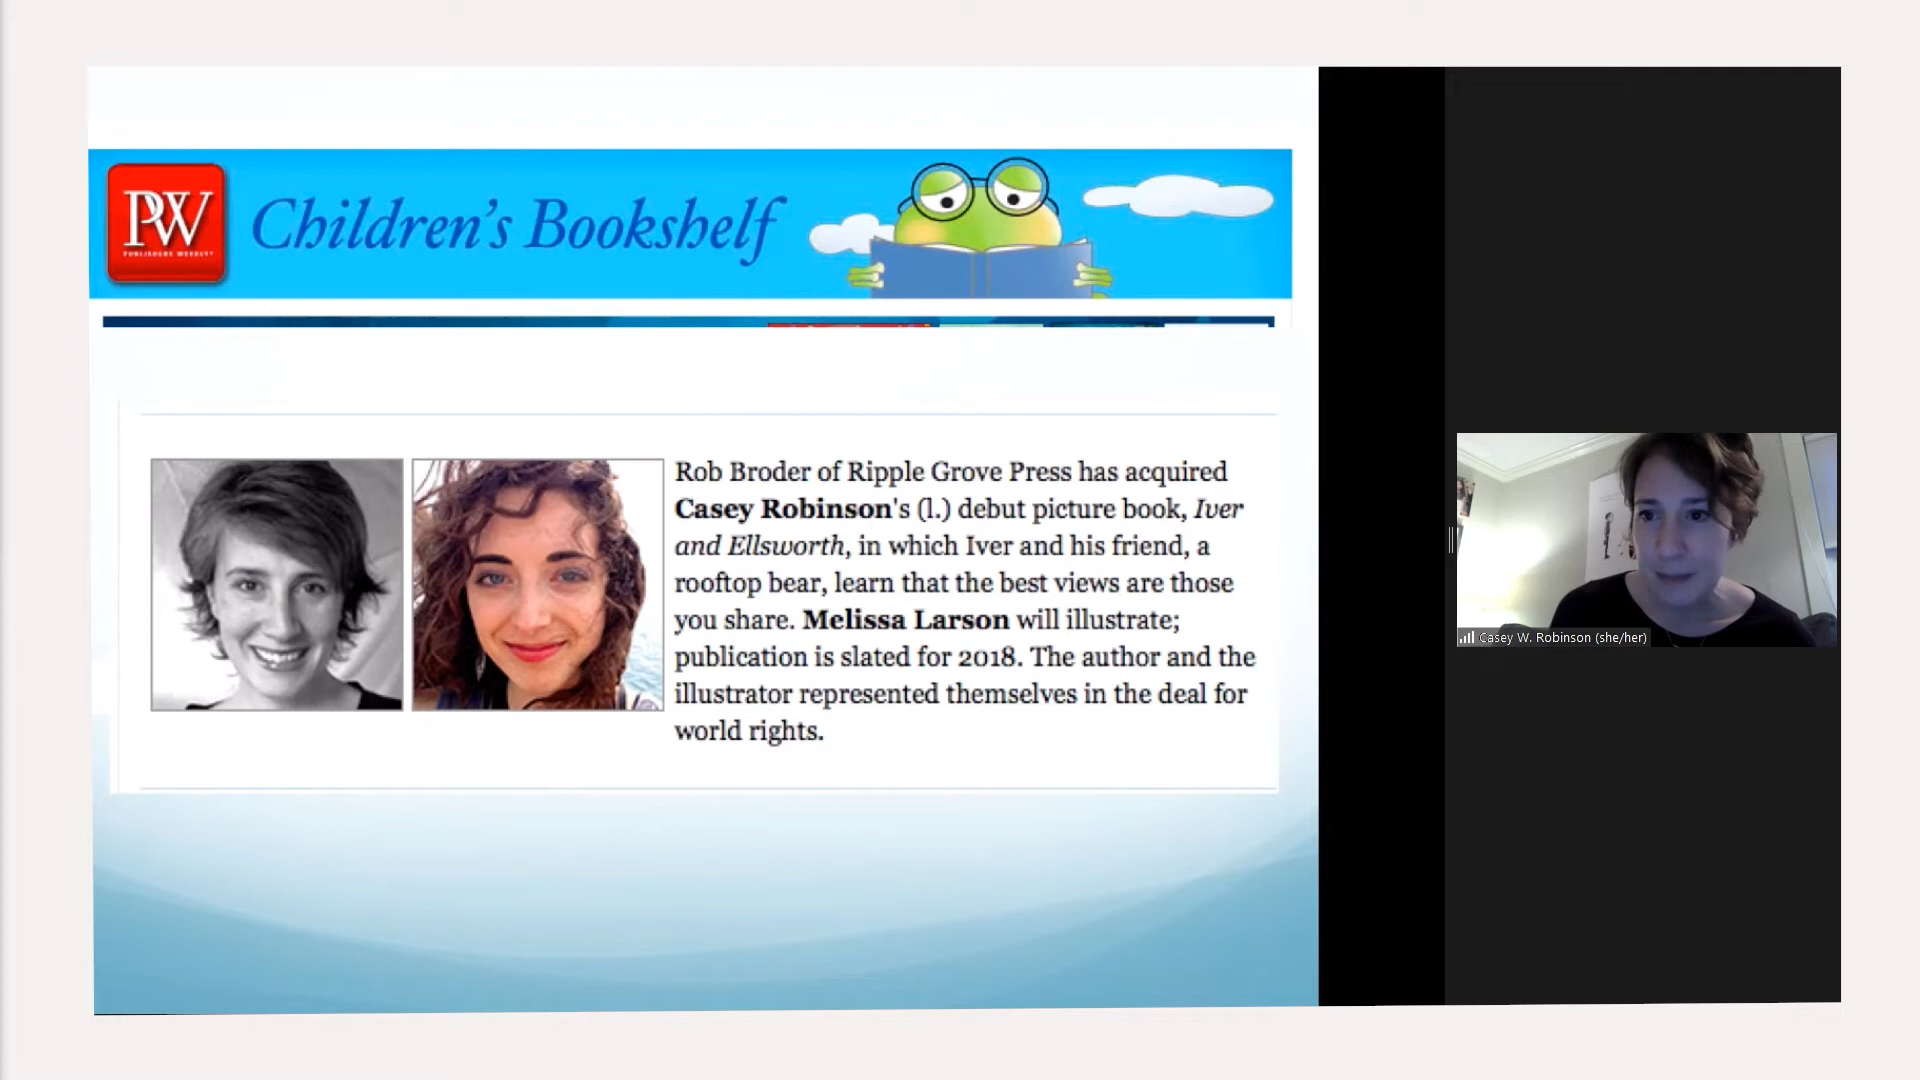 PW
PUBLISHERS WEEKLY
Children's Bookshelf
Rob Broder of Ripple Grove Press has acquired
Casey Robinson's (l.) debut picture book, Iver
and Ellsworth, in which Iver and his friend, a
rooftop bear, learn that the best views are those
you share. Melissa Larson will illustrate;
publication is slated for 2018. The author and the
illustrator represented themselves in the deal for
world rights.
Casey W. Robinson (she/her)